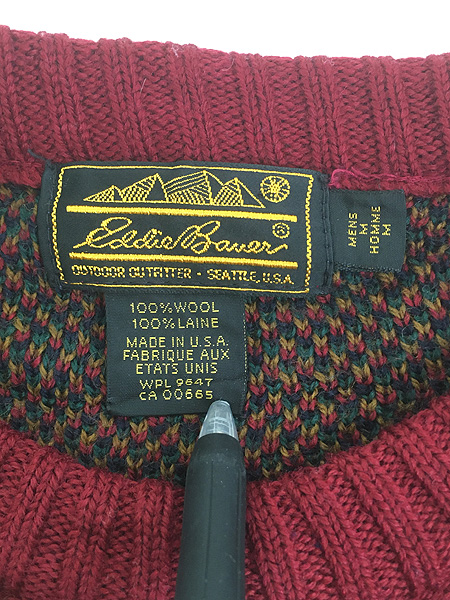 Eddie Bauer®
OUTDOOR OUTFITTER • SEATTLE, U.S.A.
MENS
M
HOMME
M
100% WOOL
100% LAINE
MADE IN U.S.A.
FABRIQUE AUX
ETATS UNIS
WPL 9647
CA 00665